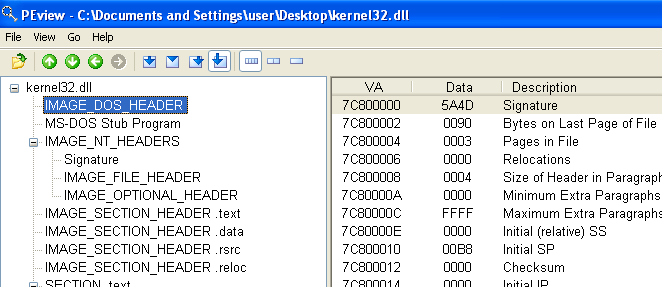 PEview - C:\Documents and Settings\user\Desktop\kernel32.dll
File View Go Help
kernel32.dll
IMAGE_DOS_HEADER
MS-DOS Stub Program
IMAGE_NT_HEADERS
Signature
IMAGE_FILE_HEADER
IMAGE_OPTIONAL_HEADER
IMAGE_SECTION_HEADER .text
IMAGE_SECTION_HEADER .data
IMAGE_SECTION_HEADER .rsrc
IMAGE_SECTION_HEADER .reloc
SECTION .text
VA Data Description
7C800000 5A4D Signature
7C800002 0090 Bytes on Last Page of File
7C800004 0003 Pages in File
7C800006 0000 Relocations
7C800008 0004 Size of Header in Paragraph
7C80000A 0000 Minimum Extra Paragraphs
7C80000C FFFF Maximum Extra Paragraphs
7C80000E 0000 Initial (relative) SS
7C800010 00B8 Initial SP
7C800012 0000 Checksum
7C800014 0000 Initial IP